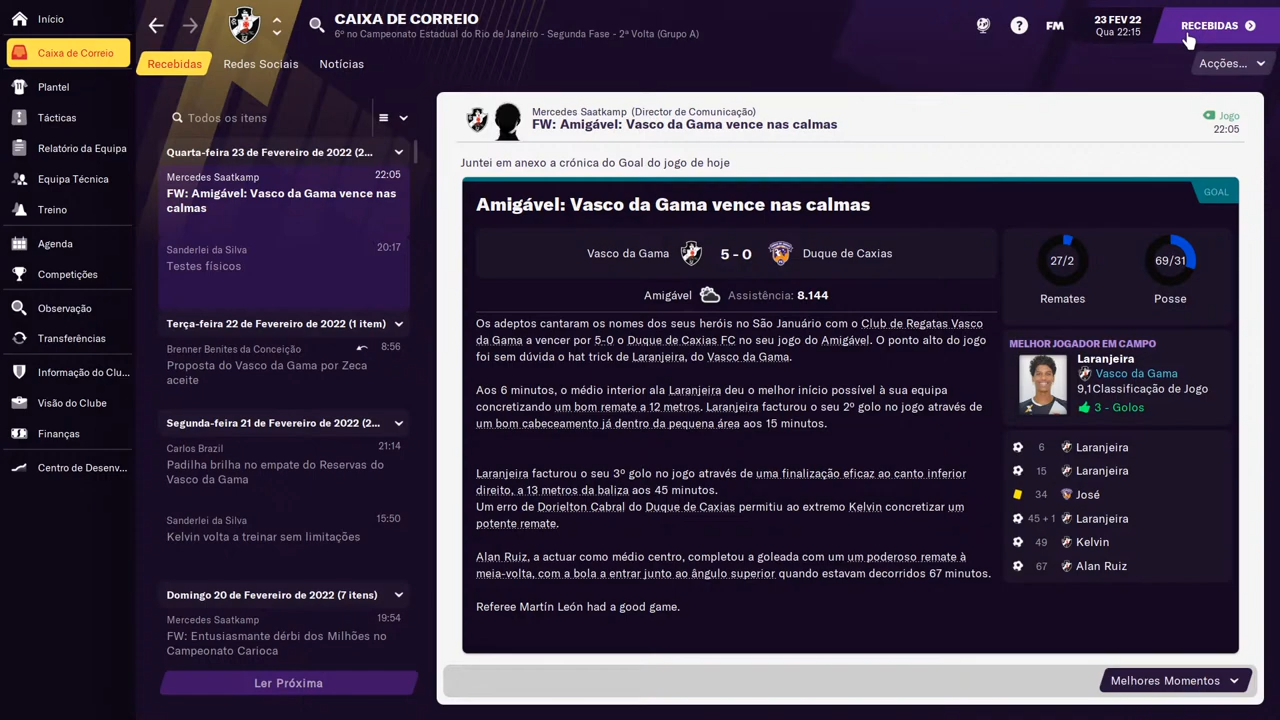 Início
Caixa de Correio
Plantel
Tácticas
Relatório da Equipa
Equipa Técnica
Treino
Agenda
Competições
Observação
Transferências
Informação do Clu...
Visão do Clube
Finanças
Centro de Desenv...
CAIXA DE CORREIO
6º no Campeonato Estadual do Rio de Janeiro - Segunda Fase - 2ª Volta (Grupo A)
?
FM
23 FEV 22
Qua 22:15
RECEBIDAS
Acções...
Recebidas
Redes Sociais
Notícias
Todos os itens
Quarta-feira 23 de Fevereiro de 2022 (2...
Mercedes Saatkamp 22:05
FW: Amigável: Vasco da Gama vence nas
calmas
Sanderlei da Silva 20:17
Testes físicos
Terça-feira 22 de Fevereiro de 2022 (1 item)
Brenner Benites da Conceição 8:56
Proposta do Vasco da Gama por Zeca
aceite
Segunda-feira 21 de Fevereiro de 2022 (2...
Carlos Brazil 21:14
Padilha brilha no empate do Reservas do
Vasco da Gama
Sanderlei da Silva 15:50
Kelvin volta a treinar sem limitações
Domingo 20 de Fevereiro de 2022 (7 itens)
Mercedes Saatkamp 19:54
FW: Entusiasmante dérbi dos Milhões no
Campeonato Carioca
Ler Próxima
Mercedes Saatkamp (Director de Comunicação)
FW: Amigável: Vasco da Gama vence nas calmas
Jogo
22:05
Juntei em anexo a crónica do Goal do jogo de hoje
GOAL
Amigável: Vasco da Gama vence nas calmas
Vasco da Gama 5 - 0 Duque de Caxias
Amigável Assistência: 8.144
Os adeptos cantaram os nomes dos seus heróis no São Januário com o Club de Regatas Vasco
da Gama a vencer por 5-0 o Duque de Caxias FC no seu jogo do Amigável. O ponto alto do jogo
foi sem dúvida o hat trick de Laranjeira, do Vasco da Gama.
Aos 6 minutos, o médio interior ala Laranjeira deu o melhor início possível à sua equipa
concretizando um bom remate a 12 metros. Laranjeira facturou o seu 2º golo no jogo através de
um bom cabeceamento já dentro da pequena área aos 15 minutos.
Laranjeira facturou o seu 3º golo no jogo através de uma finalização eficaz ao canto inferior
direito, a 13 metros da baliza aos 45 minutos.
Um erro de Dorielton Cabral do Duque de Caxias permitiu ao extremo Kelvin concretizar um
potente remate.
Alan Ruiz, a actuar como médio centro, completou a goleada com um um poderoso remate à
meia-volta, com a bola a entrar junto ao ângulo superior quando estavam decorridos 67 minutos.
Referee Martín León had a good game.
27/2
Remates
69/31
Posse
MELHOR JOGADOR EM CAMPO
Laranjeira
Vasco da Gama
9,1 Classificação de Jogo
3 - Golos
6 Laranjeira
15 Laranjeira
34 José
45 + 1 Laranjeira
49 Kelvin
67 Alan Ruiz
Melhores Momentos